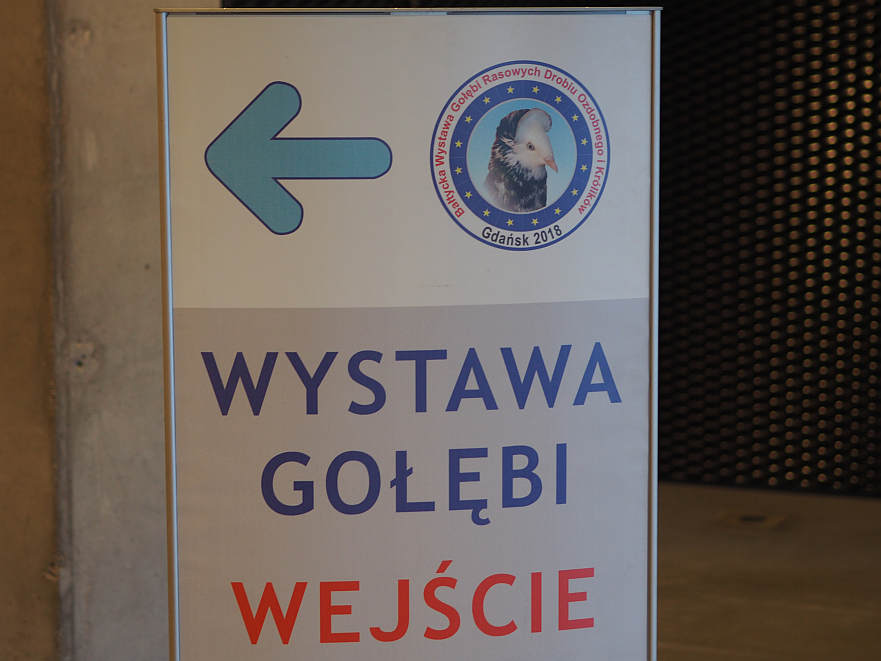 Bałtycka Wystawa Gołębi Rasowych Drobiu Ozdobnego i Królików
Gdańsk 2018
WYSTAWA
GOŁĘBI
WEJŚCIE